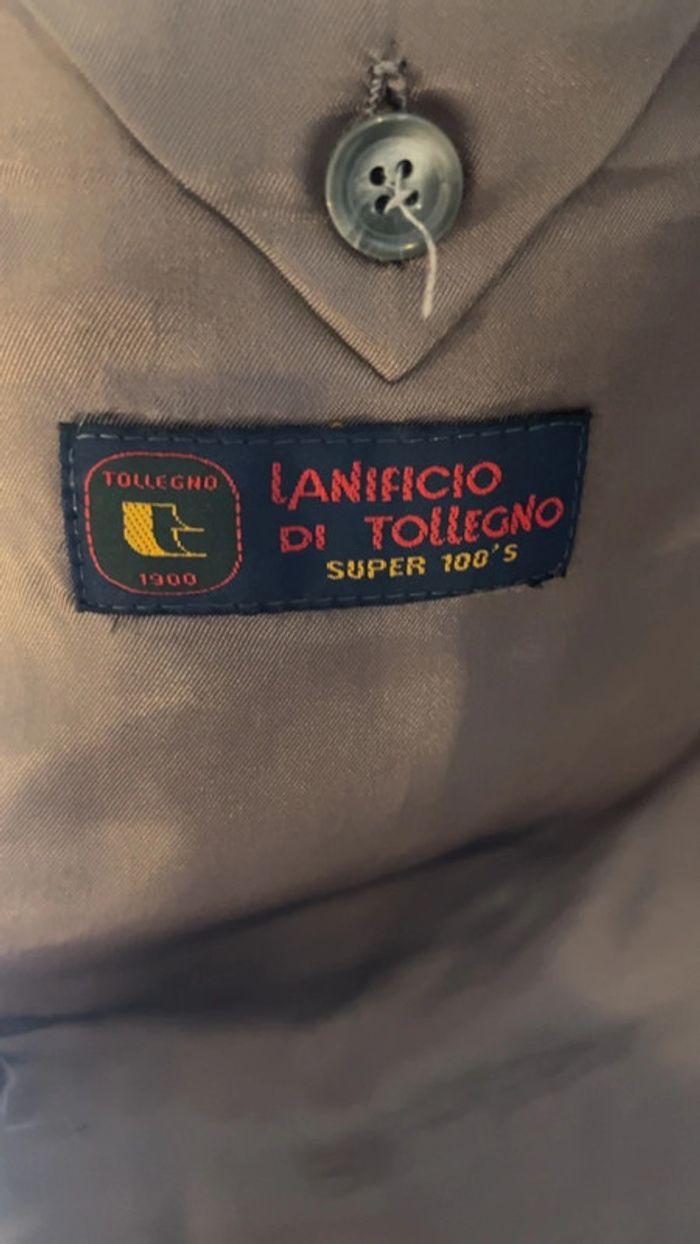 TOLLEGNO
1900
LANIFICIO
DI TOLLEGNO
SUPER 100'S